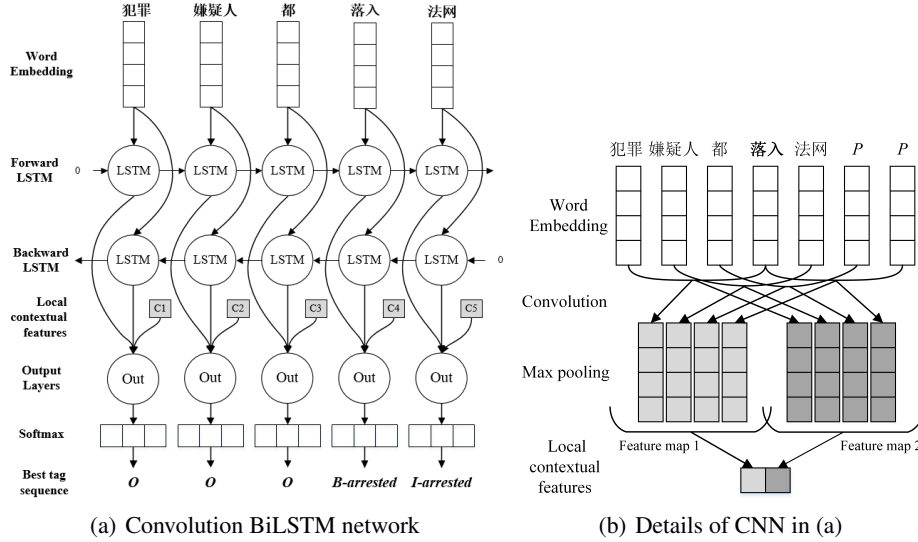 犯罪 嫌疑人 都 落入 法网
Word
Embedding
Forward
LSTM
0 LSTM LSTM LSTM LSTM LSTM
Backward
LSTM
LSTM LSTM LSTM LSTM LSTM 0
Local
contextual
features
C1 C2 C3 C4 C5
Output
Layers
Out Out Out Out Out
Softmax
Best tag
sequence
O O O B-arrested I-arrested
(a) Convolution BiLSTM network
犯罪 嫌疑人 都 落入 法网 P P
Word
Embedding
Convolution
Max pooling
Feature map 1 Feature map 2
Local
contextual
features
(b) Details of CNN in (a)